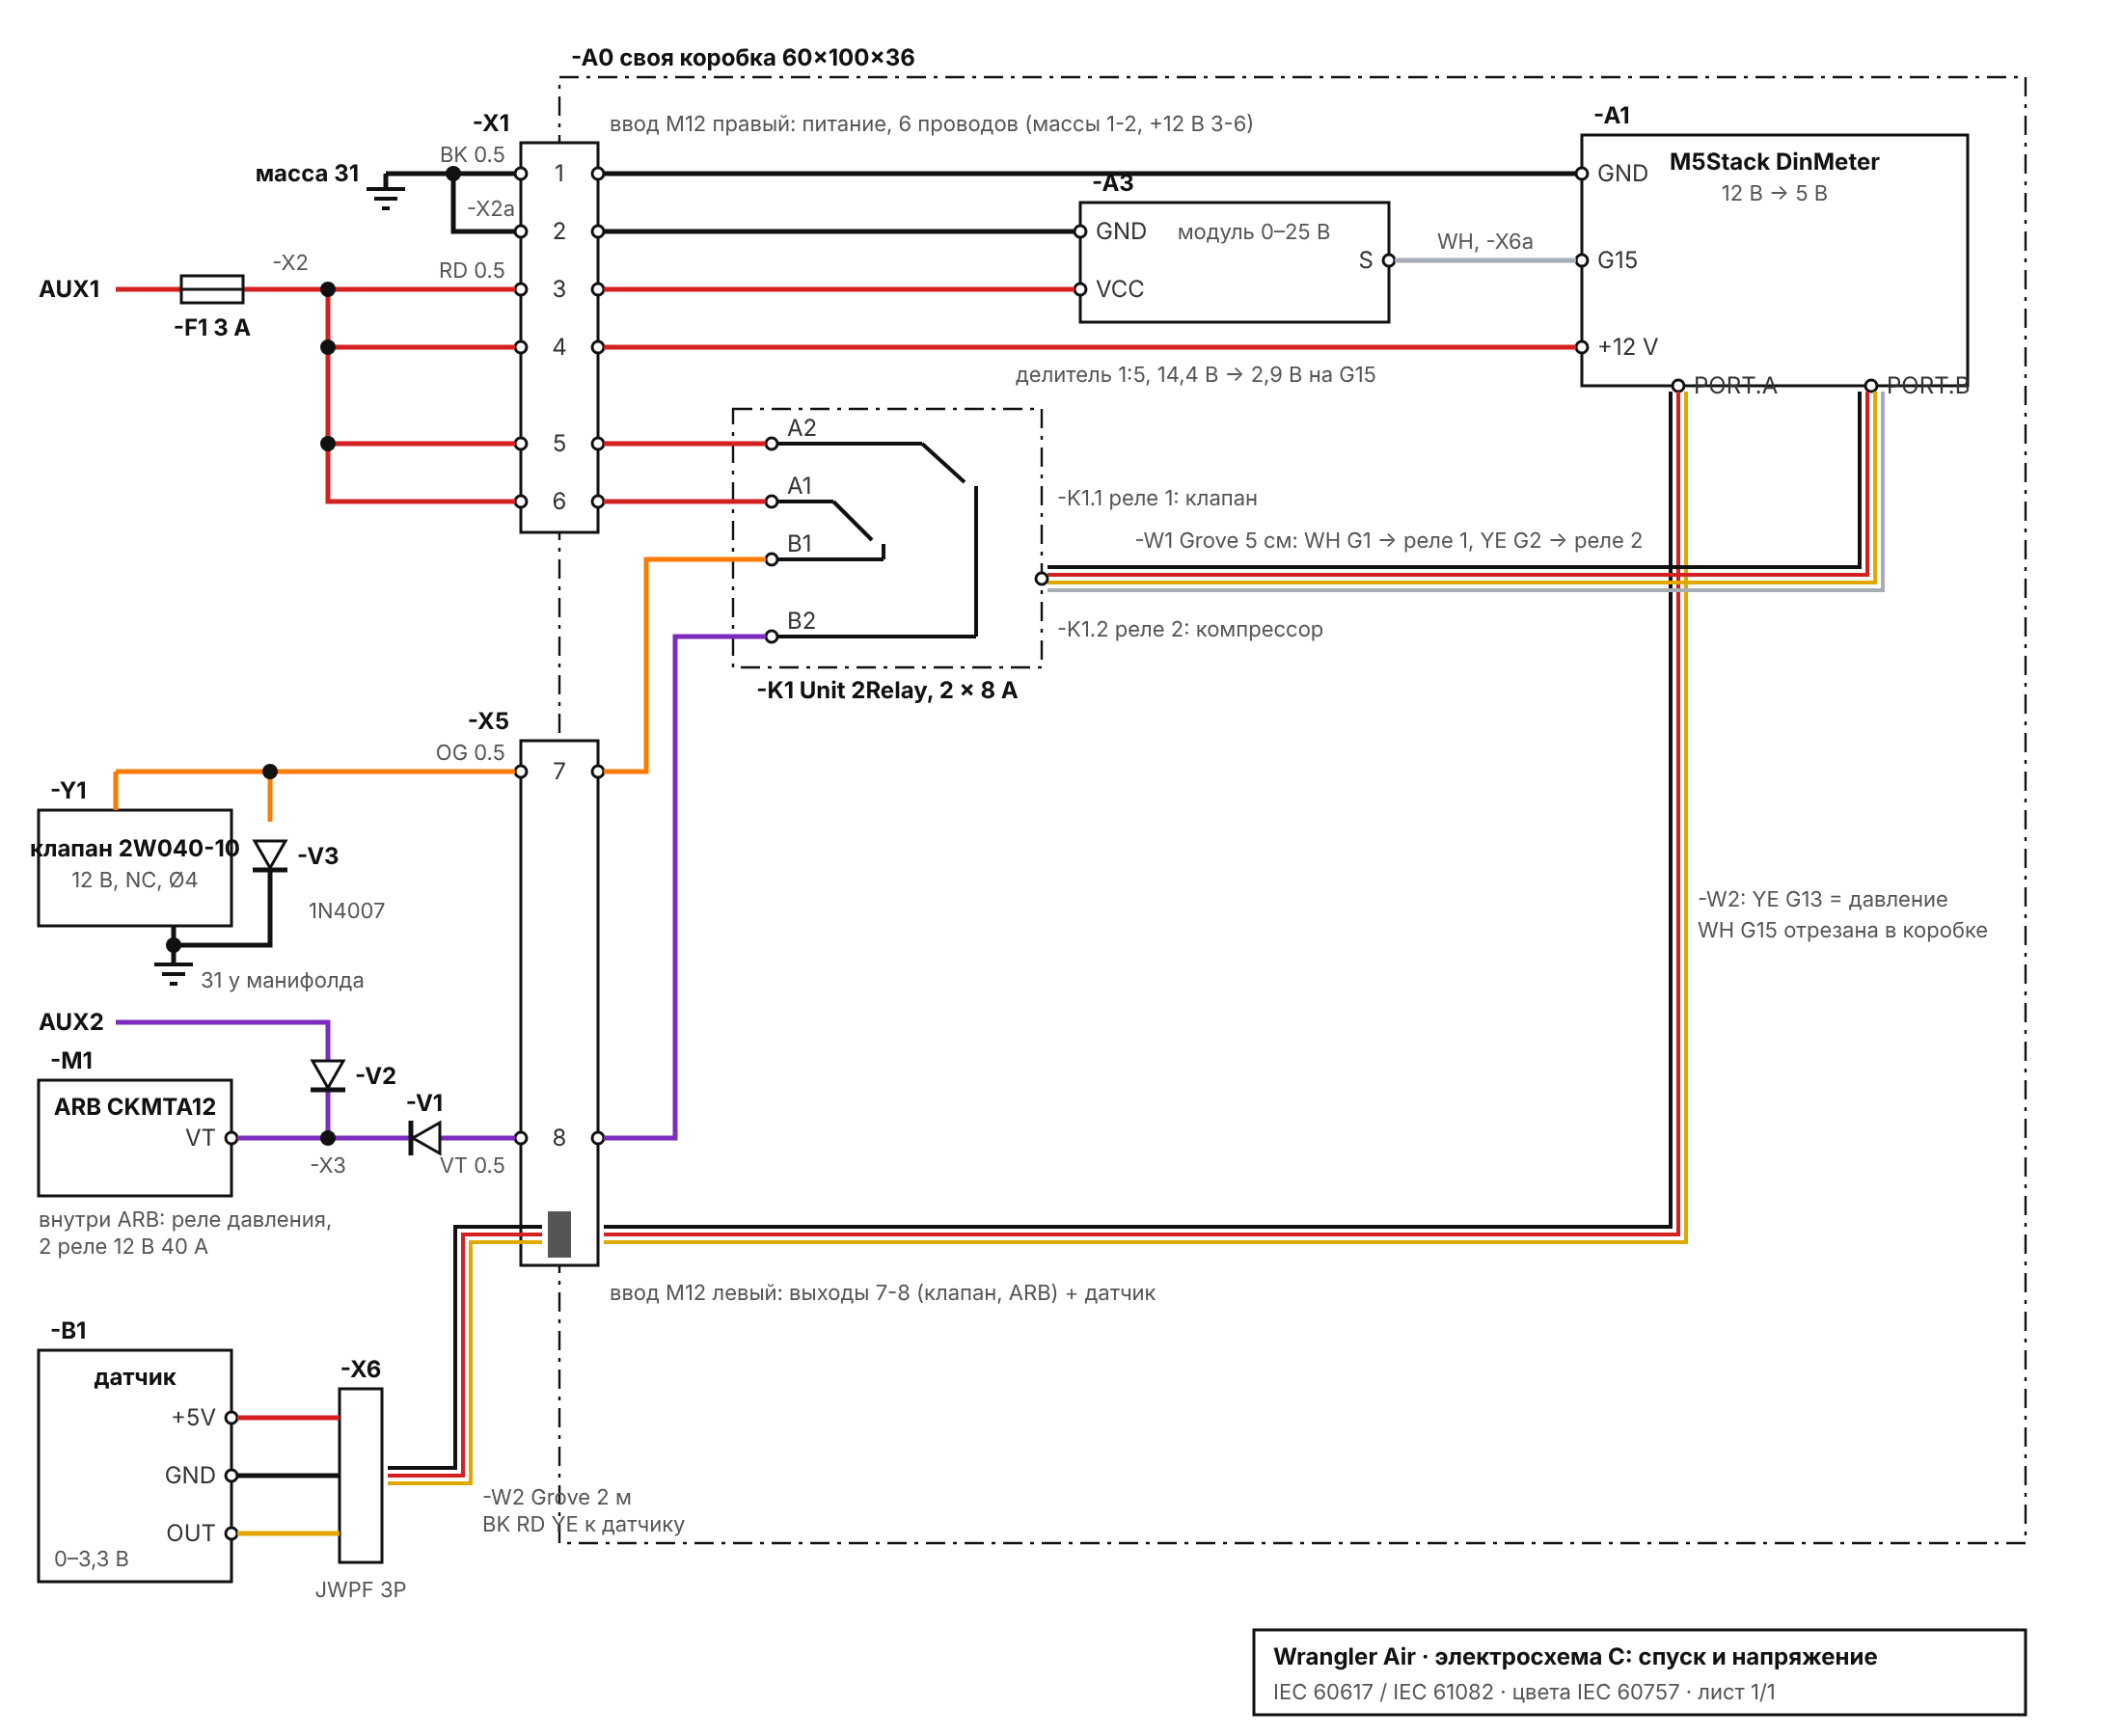 -A0 своя коробка 60×100×36
-X1
ввод M12 правый: питание, 6 проводов (массы 1-2, +12 В 3-6)
-A1
BK 0.5
масса 31
1
GND
M5Stack DinMeter
12 В → 5 В
-A3
-X2a
2
GND
модуль 0–25 В
WH, -X6a
S
G15
-X2
RD 0.5
AUX1
3
VCC
-F1 3 A
4
+12 V
делитель 1:5, 14,4 В → 2,9 В на G15
PORT.A
PORT.B
A2
5
A1
6
-K1.1 реле 1: клапан
B1
-W1 Grove 5 см: WH G1 → реле 1, YE G2 → реле 2
B2
-K1.2 реле 2: компрессор
-K1 Unit 2Relay, 2 × 8 A
-X5
OG 0.5
7
-Y1
клапан 2W040-10
12 В, NC, Ø4
-V3
1N4007
-W2: YE G13 = давление
WH G15 отрезана в коробке
31 у манифолда
AUX2
-M1
-V2
ARB CKMTA12
-V1
VT
8
-X3
VT 0.5
внутри ARB: реле давления,
2 реле 12 В 40 А
ввод M12 левый: выходы 7-8 (клапан, ARB) + датчик
-B1
датчик
-X6
+5V
GND
OUT
0–3,3 В
-W2 Grove 2 м
BK RD YE к датчику
JWPF 3P
Wrangler Air · электросхема C: спуск и напряжение
IEC 60617 / IEC 61082 · цвета IEC 60757 · лист 1/1